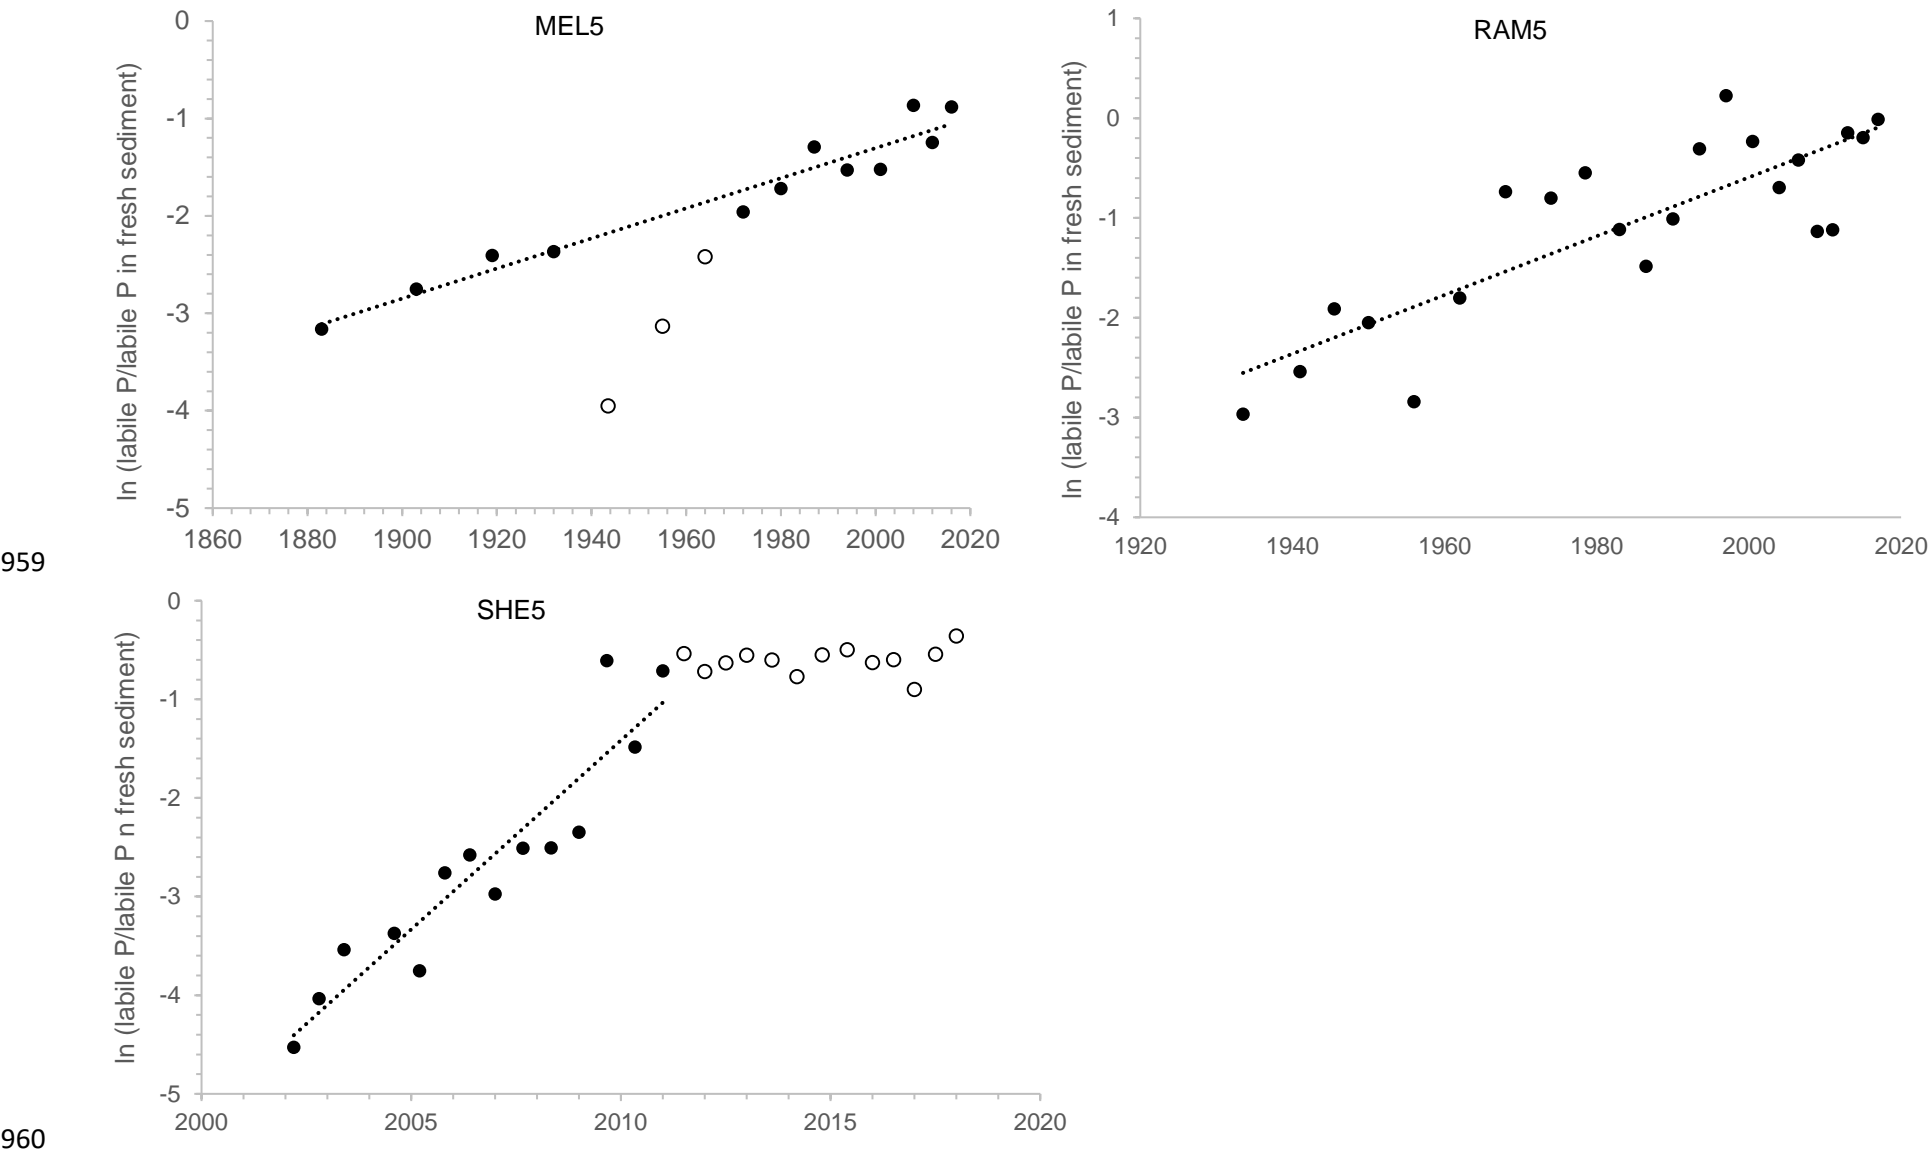 MEL5
ln (labile P/labile P in fresh sediment)
0
-1
-2
-3
-4
-5
1860 1880 1900 1920 1940 1960 1980 2000 2020
RAM5
ln (labile P/labile P in fresh sediment)
1
0
-1
-2
-3
-4
1920 1940 1960 1980 2000 2020
959
SHE5
ln (labile P/labile P n fresh sediment)
0
-1
-2
-3
-4
-5
2000 2005 2010 2015 2020
960